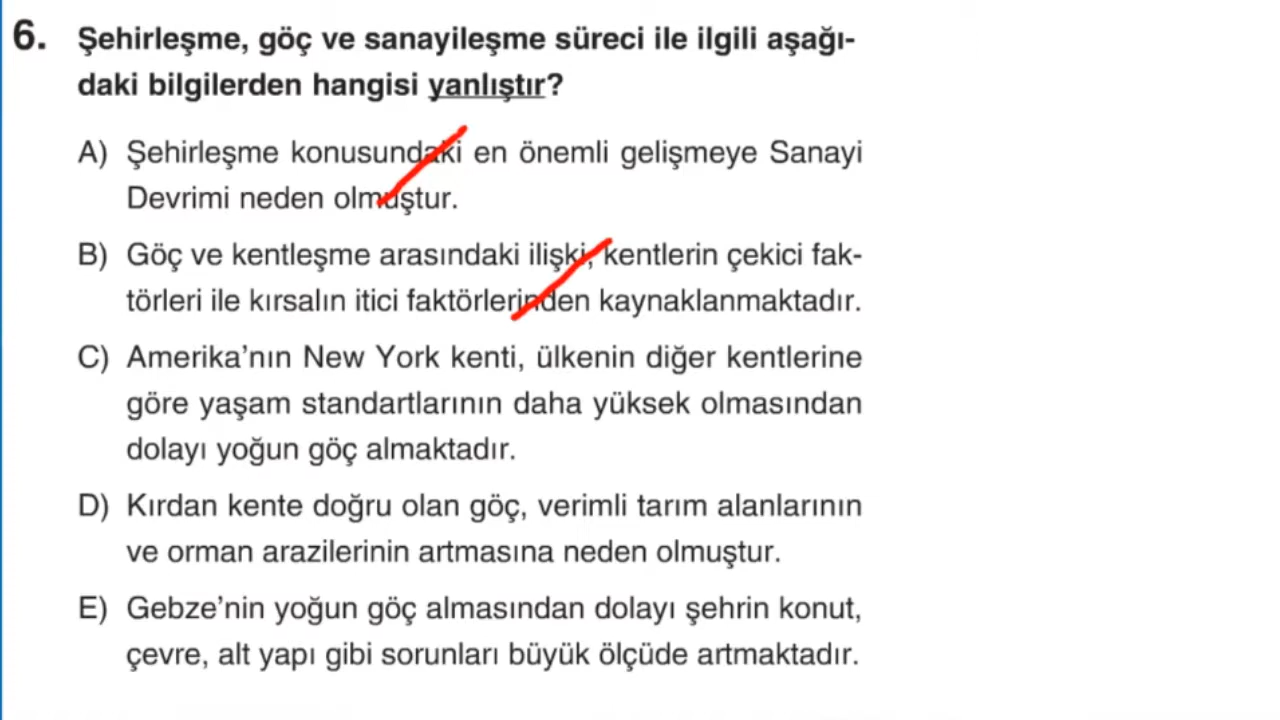 6. Şehirleşme, göç ve sanayileşme süreci ile ilgili aşağı-
daki bilgilerden hangisi yanlıştır?
A) Şehirleşme konusundaki en önemli gelişmeye Sanayi
Devrimi neden olmuştur.
B) Göç ve kentleşme arasındaki ilişki, kentlerin çekici fak-
törleri ile kırsalın itici faktörlerinden kaynaklanmaktadır.
C) Amerika’nın New York kenti, ülkenin diğer kentlerine
göre yaşam standartlarının daha yüksek olmasından
dolayı yoğun göç almaktadır.
D) Kırdan kente doğru olan göç, verimli tarım alanlarının
ve orman arazilerinin artmasına neden olmuştur.
E) Gebze’nin yoğun göç almasından dolayı şehrin konut,
çevre, alt yapı gibi sorunları büyük ölçüde artmaktadır.